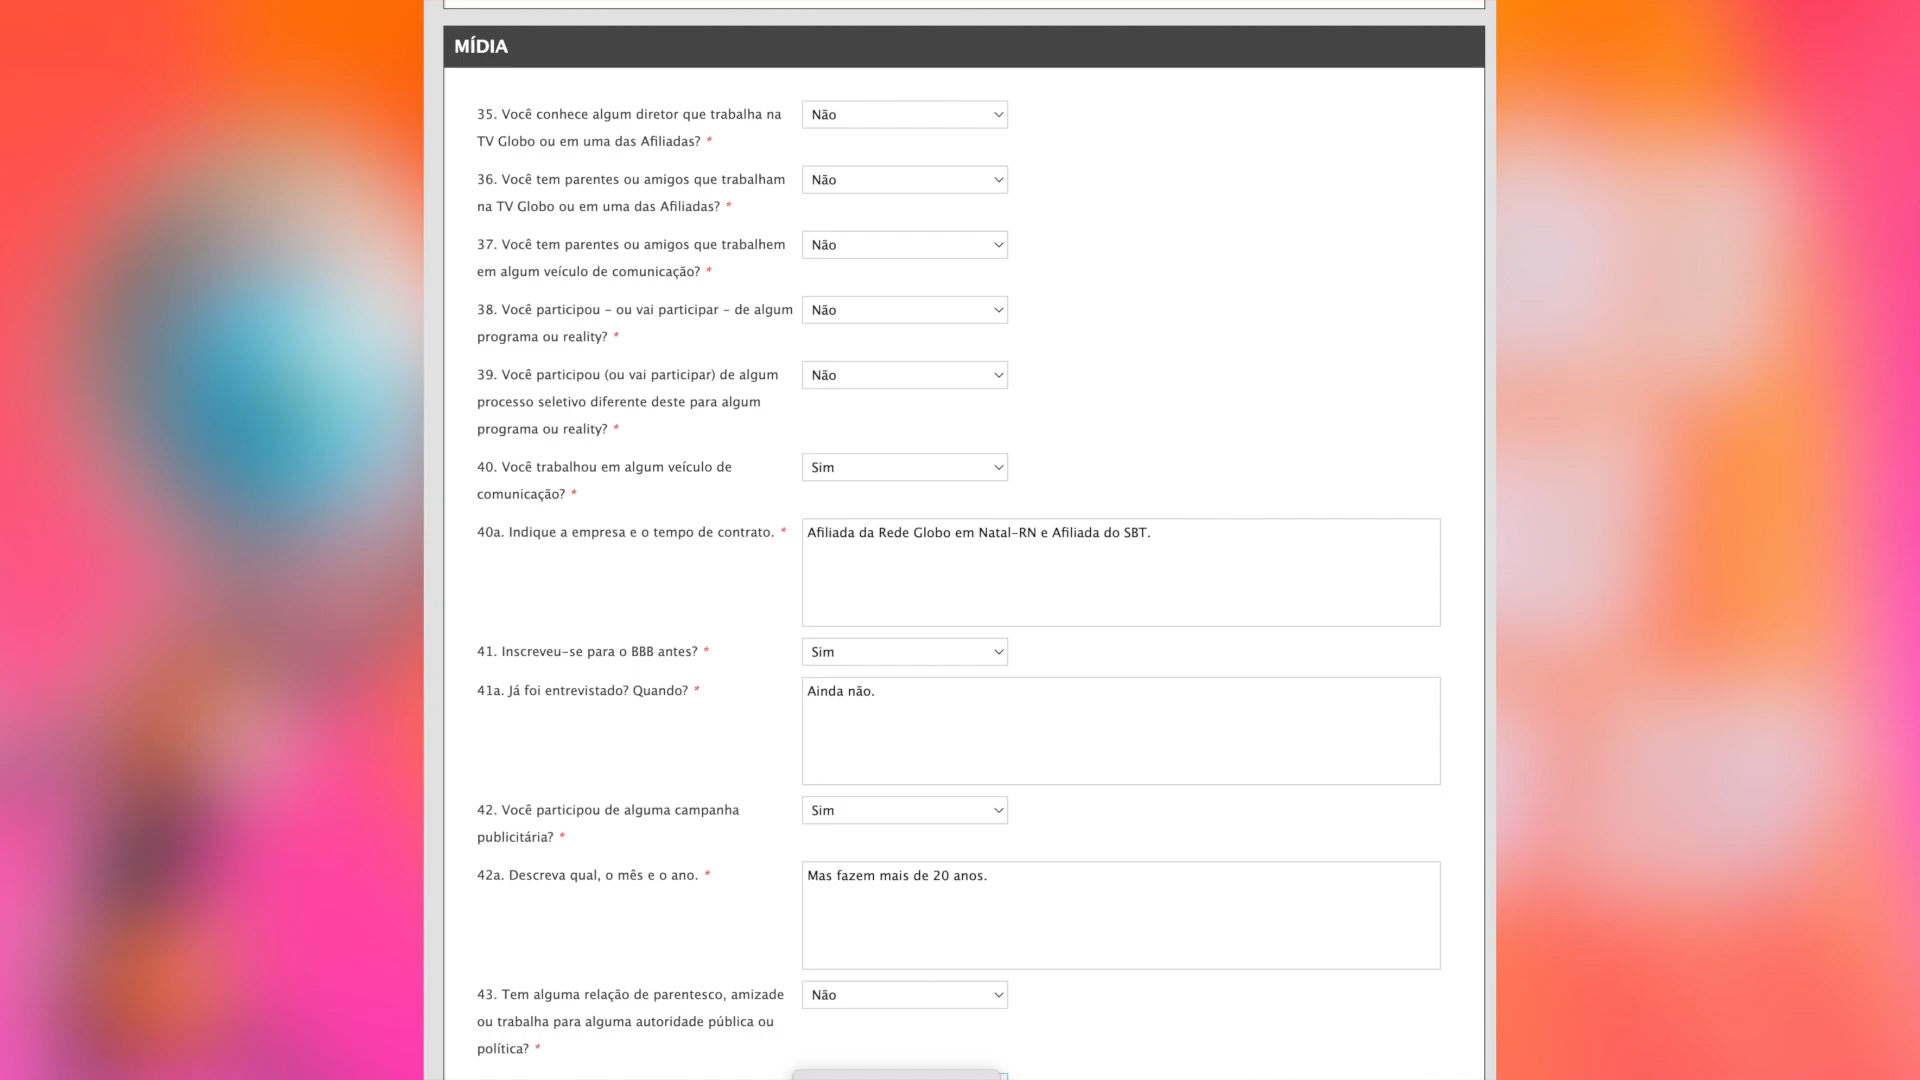 MÍDIA
35. Você conhece algum diretor que trabalha na
TV Globo ou em uma das Afiliadas? *
Não
36. Você tem parentes ou amigos que trabalham
na TV Globo ou em uma das Afiliadas? *
Não
37. Você tem parentes ou amigos que trabalhem
em algum veículo de comunicação? *
Não
38. Você participou - ou vai participar - de algum
programa ou reality? *
Não
39. Você participou (ou vai participar) de algum
processo seletivo diferente deste para algum
programa ou reality? *
Não
40. Você trabalhou em algum veículo de
comunicação? *
Sim
40a. Indique a empresa e o tempo de contrato. *
Afiliada da Rede Globo em Natal-RN e Afiliada do SBT.
41. Inscreveu-se para o BBB antes? *
Sim
41a. Já foi entrevistado? Quando? *
Ainda não.
42. Você participou de alguma campanha
publicitária? *
Sim
42a. Descreva qual, o mês e o ano. *
Mas fazem mais de 20 anos.
43. Tem alguma relação de parentesco, amizade
ou trabalha para alguma autoridade pública ou
política? *
Não